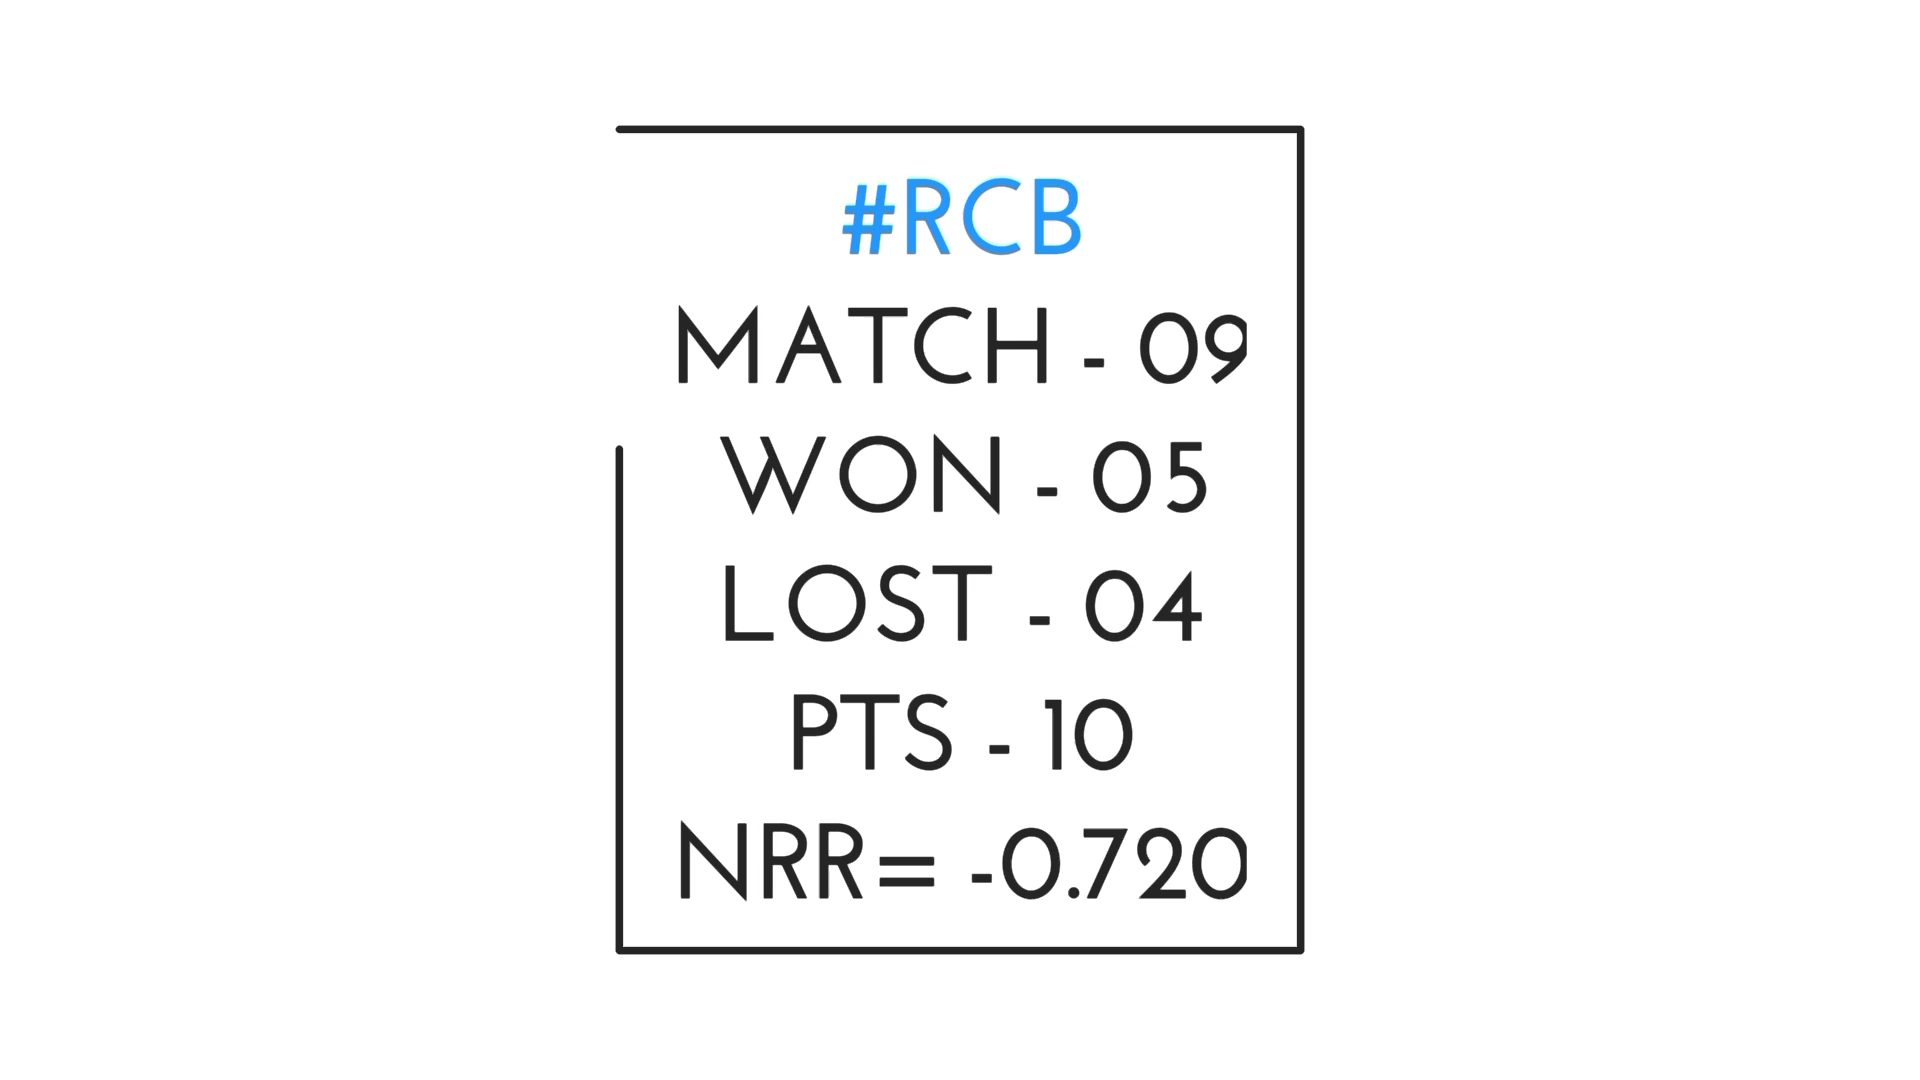 #RCB
MATCH - 09
WON - 05
LOST - 04
PTS - 10
NRR= -0.720